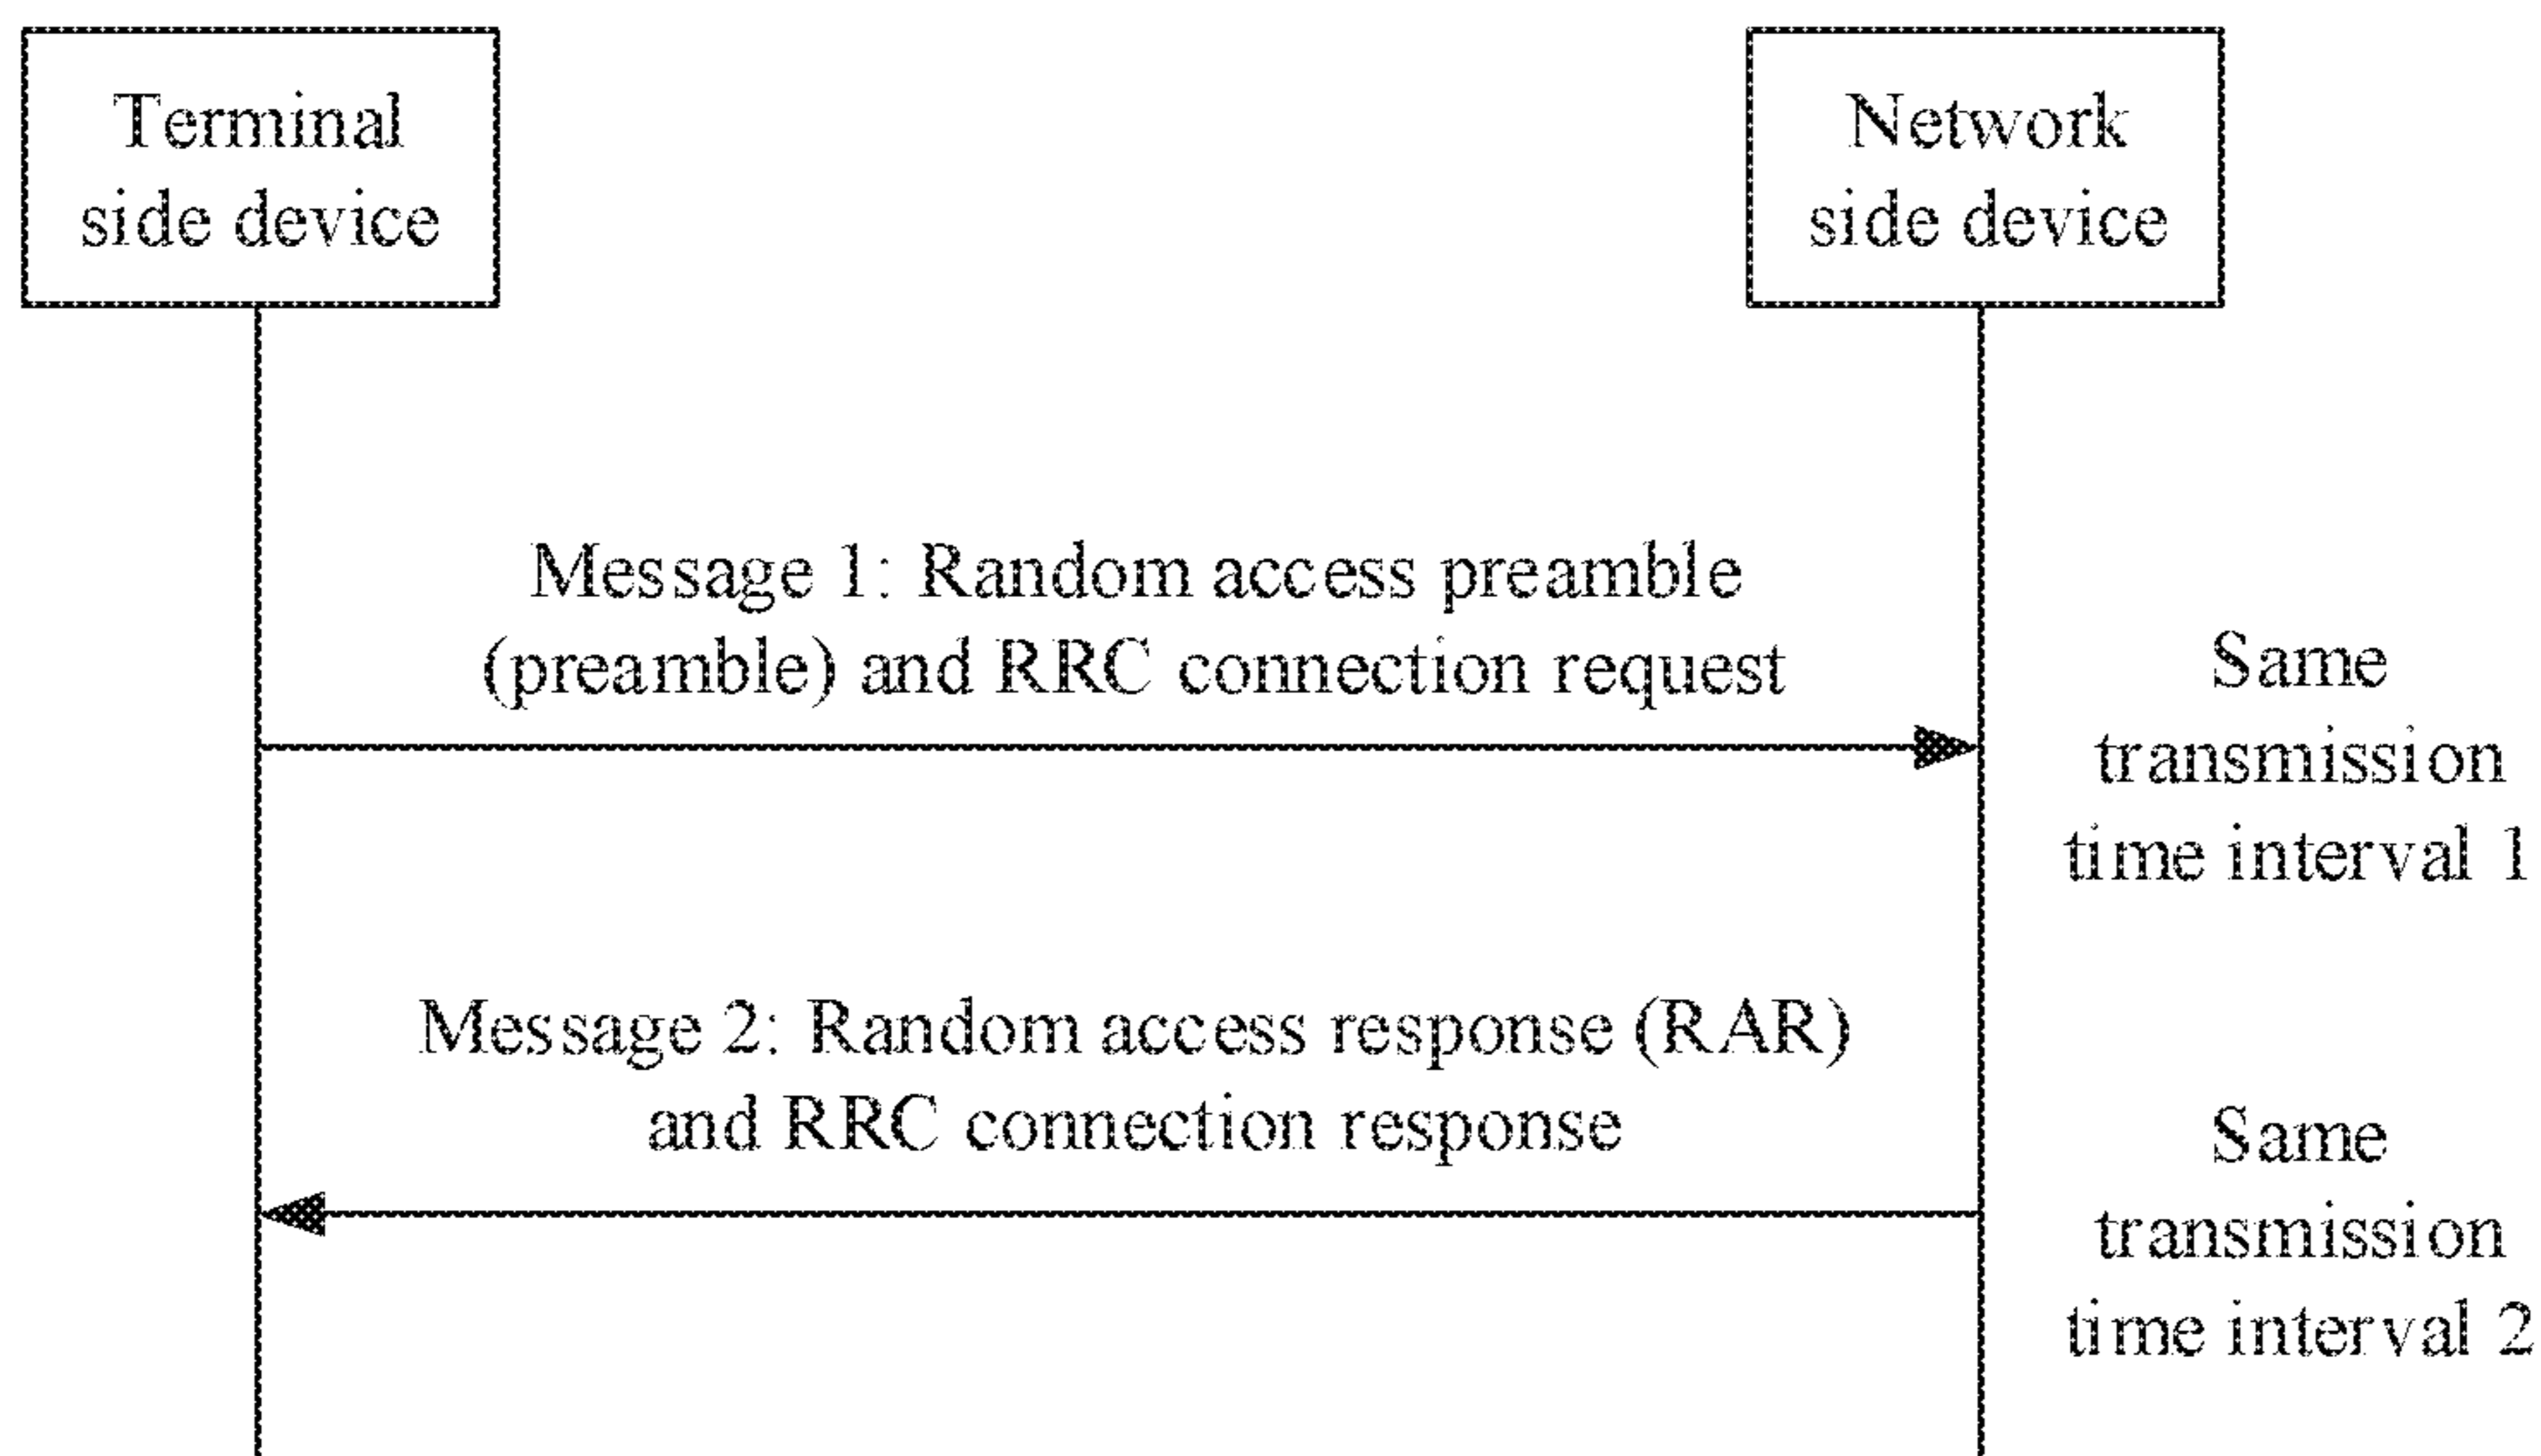 Terminal
side device
Network
side device
Message 1: Random access preamble
(preamble) and RRC connection request
Same
transmission
time interval 1
Message 2: Random access response (RAR)
and RRC connection response
Same
transmission
time interval 2